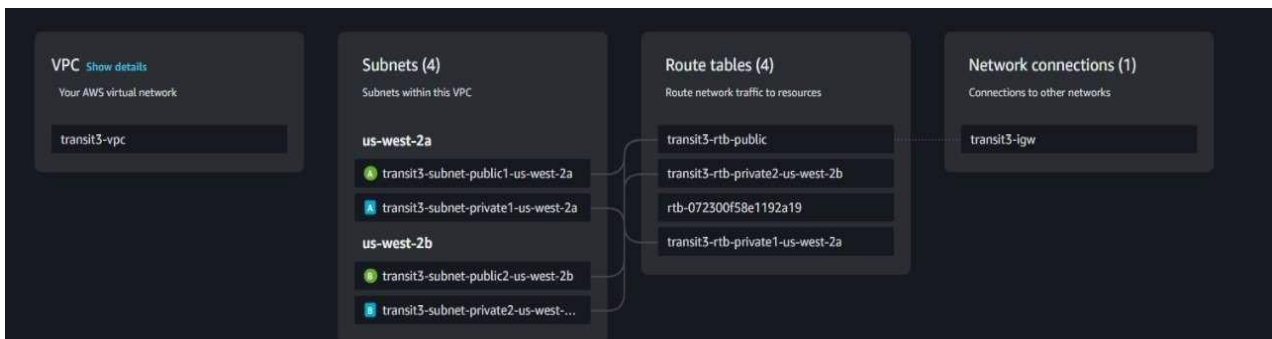 VPC Show details
Your AWS virtual network
transit3-vpc
Subnets (4)
Subnets within this VPC
us-west-2a
A transit3-subnet-public1-us-west-2a
A transit3-subnet-private1-us-west-2a
us-west-2b
B transit3-subnet-public2-us-west-2b
B transit3-subnet-private2-us-west-...
Route tables (4)
Route network traffic to resources
transit3-rtb-public
transit3-rtb-private2-us-west-2b
rtb-072300f58e1192a19
transit3-rtb-private1-us-west-2a
Network connections (1)
Connections to other networks
transit3-igw